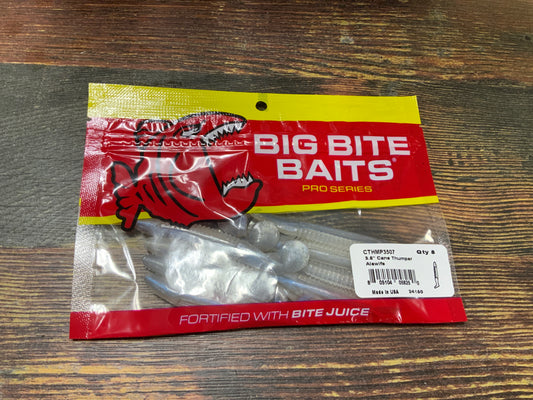 BIG BITE
BAITS®
PRO SERIES
CTHMP3507 Qty 8
3.5" Cane Thumper
Alewife
Made in USA 24165
FORTIFIED WITH BITE JUICE